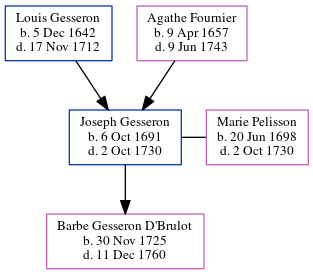 Louis Gesseron
b. 5 Dec 1642
d. 17 Nov 1712
Agathe Fournier
b. 9 Apr 1657
d. 9 Jun 1743
Joseph Gesseron
b. 6 Oct 1691
d. 2 Oct 1730
Marie Pelisson
b. 20 Jun 1698
d. 2 Oct 1730
Barbe Gesseron D'Brulot
b. 30 Nov 1725
d. 11 Dec 1760